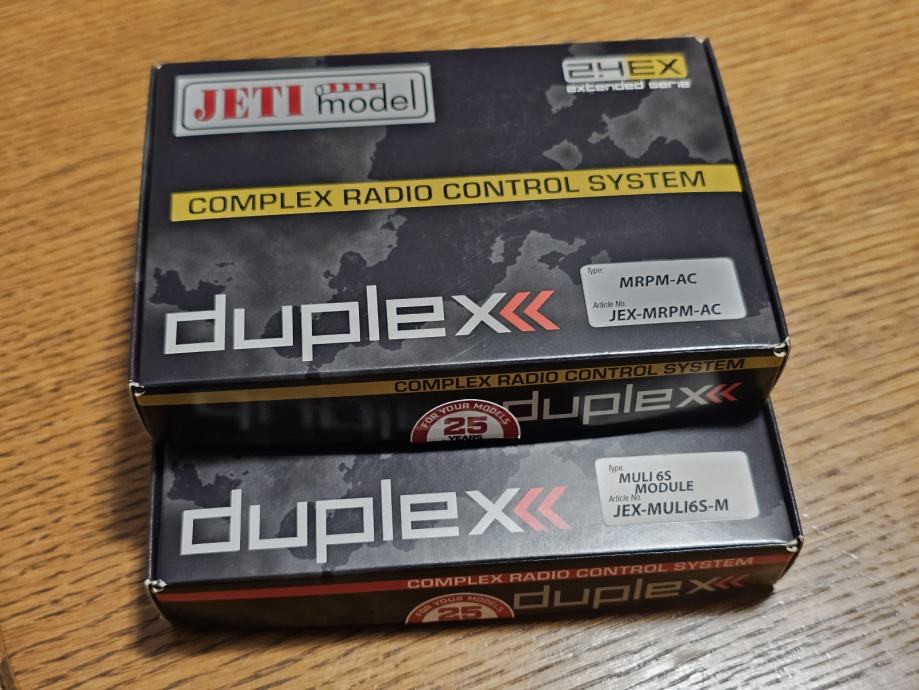 JETI model
2.4EX
extended serie
COMPLEX RADIO CONTROL SYSTEM
Type:
MRPM-AC
Article No.
JEX-MRPM-AC
duplex
COMPLEX RADIO CONTROL SYSTEM
duplex
FOR YOUR MODELS
25
YEARS
Type.
MULI 6S
MODULE
Article No.
JEX-MULI6S-M
duplex
COMPLEX RADIO CONTROL SYSTEM
duplex
FOR YOUR MODELS
25